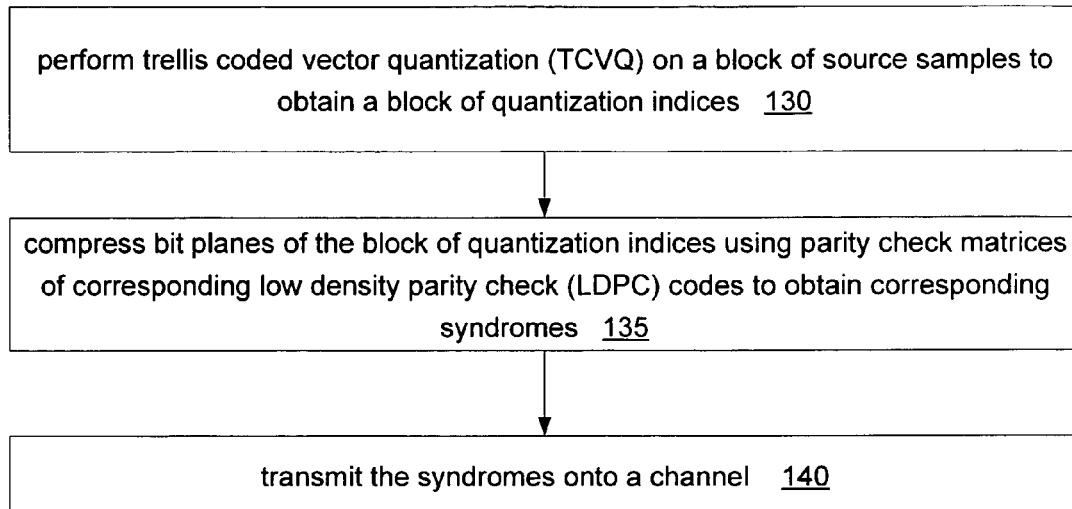 perform trellis coded vector quantization (TCVQ) on a block of source samples to
obtain a block of quantization indices 130
compress bit planes of the block of quantization indices using parity check matrices
of corresponding low density parity check (LDPC) codes to obtain corresponding
syndromes 135
transmit the syndromes onto a channel 140